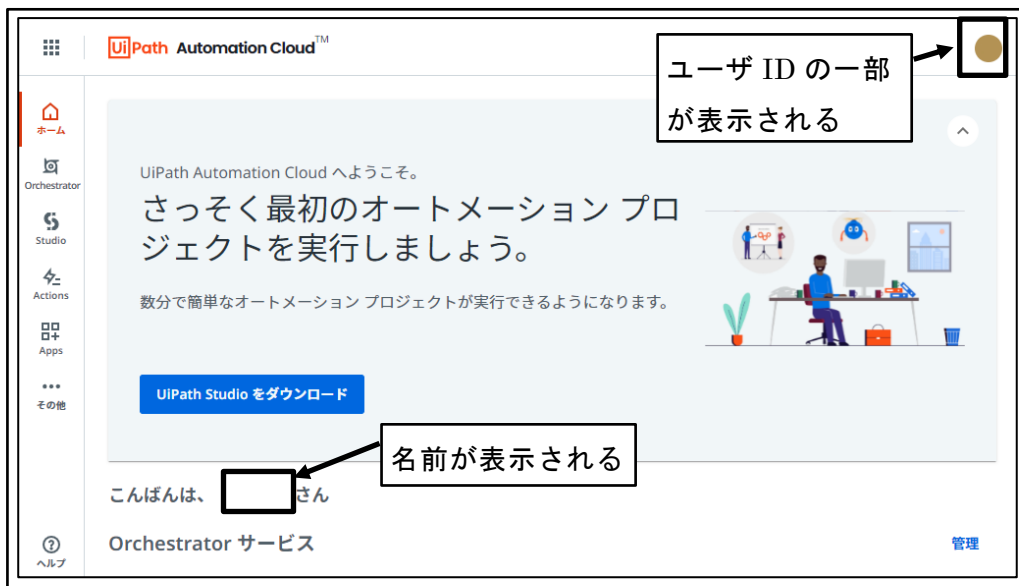 UiPath Automation Cloud™
ユーザ ID の一部
が表示される
ホーム
Orchestrator
Studio
Actions
Apps
その他
ヘルプ
UiPath Automation Cloud へようこそ。
さっそく最初のオートメーション プロ
ジェクトを実行しましょう。
数分で簡単なオートメーション プロジェクトが実行できるようになります。
UiPath Studio をダウンロード
名前が表示される
こんばんは、 さん
Orchestrator サービス
管理